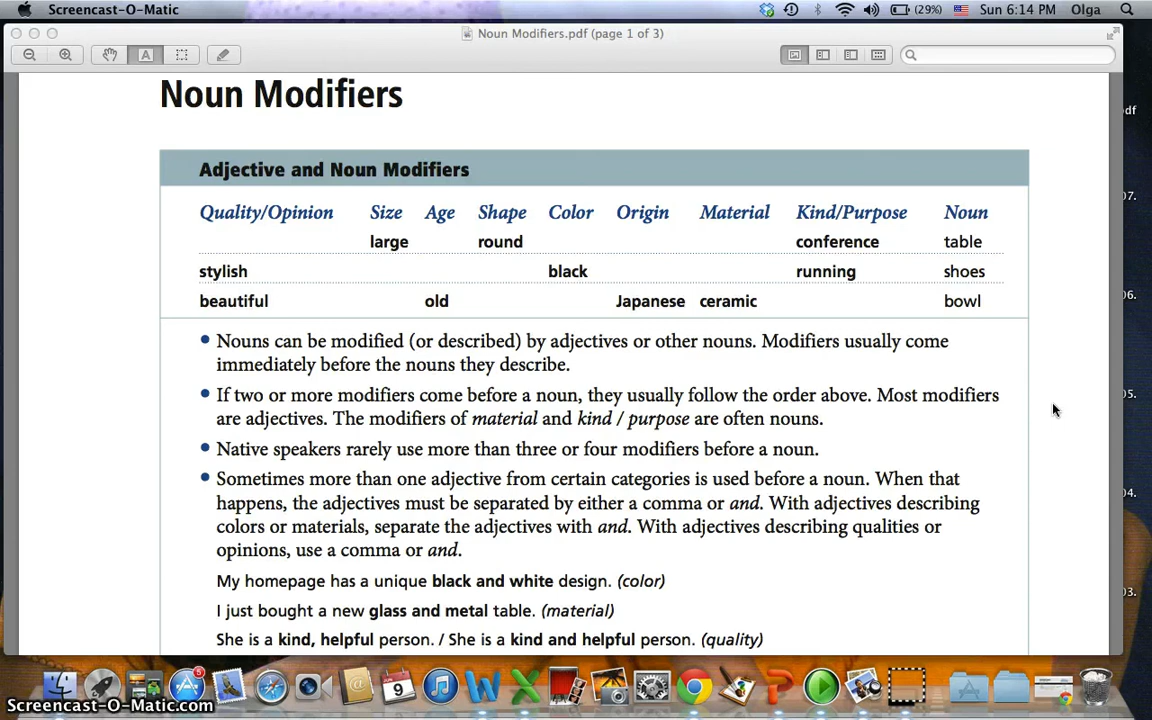 Screencast-O-Matic (29%) Sun 6:14 PM Olga
Noun Modifiers.pdf (page 1 of 3)
Noun Modifiers
Adjective and Noun Modifiers
Quality/Opinion Size Age Shape Color Origin Material Kind/Purpose Noun
large round conference table
stylish black running shoes
beautiful old Japanese ceramic bowl
• Nouns can be modified (or described) by adjectives or other nouns. Modifiers usually come
immediately before the nouns they describe.
• If two or more modifiers come before a noun, they usually follow the order above. Most modifiers
are adjectives. The modifiers of material and kind / purpose are often nouns.
• Native speakers rarely use more than three or four modifiers before a noun.
• Sometimes more than one adjective from certain categories is used before a noun. When that
happens, the adjectives must be separated by either a comma or and. With adjectives describing
colors or materials, separate the adjectives with and. With adjectives describing qualities or
opinions, use a comma or and.
My homepage has a unique black and white design. (color)
I just bought a new glass and metal table. (material)
She is a kind, helpful person. / She is a kind and helpful person. (quality)
df
07.
06.
05.
04.
03.
5
9
Screencast-O-Matic.com